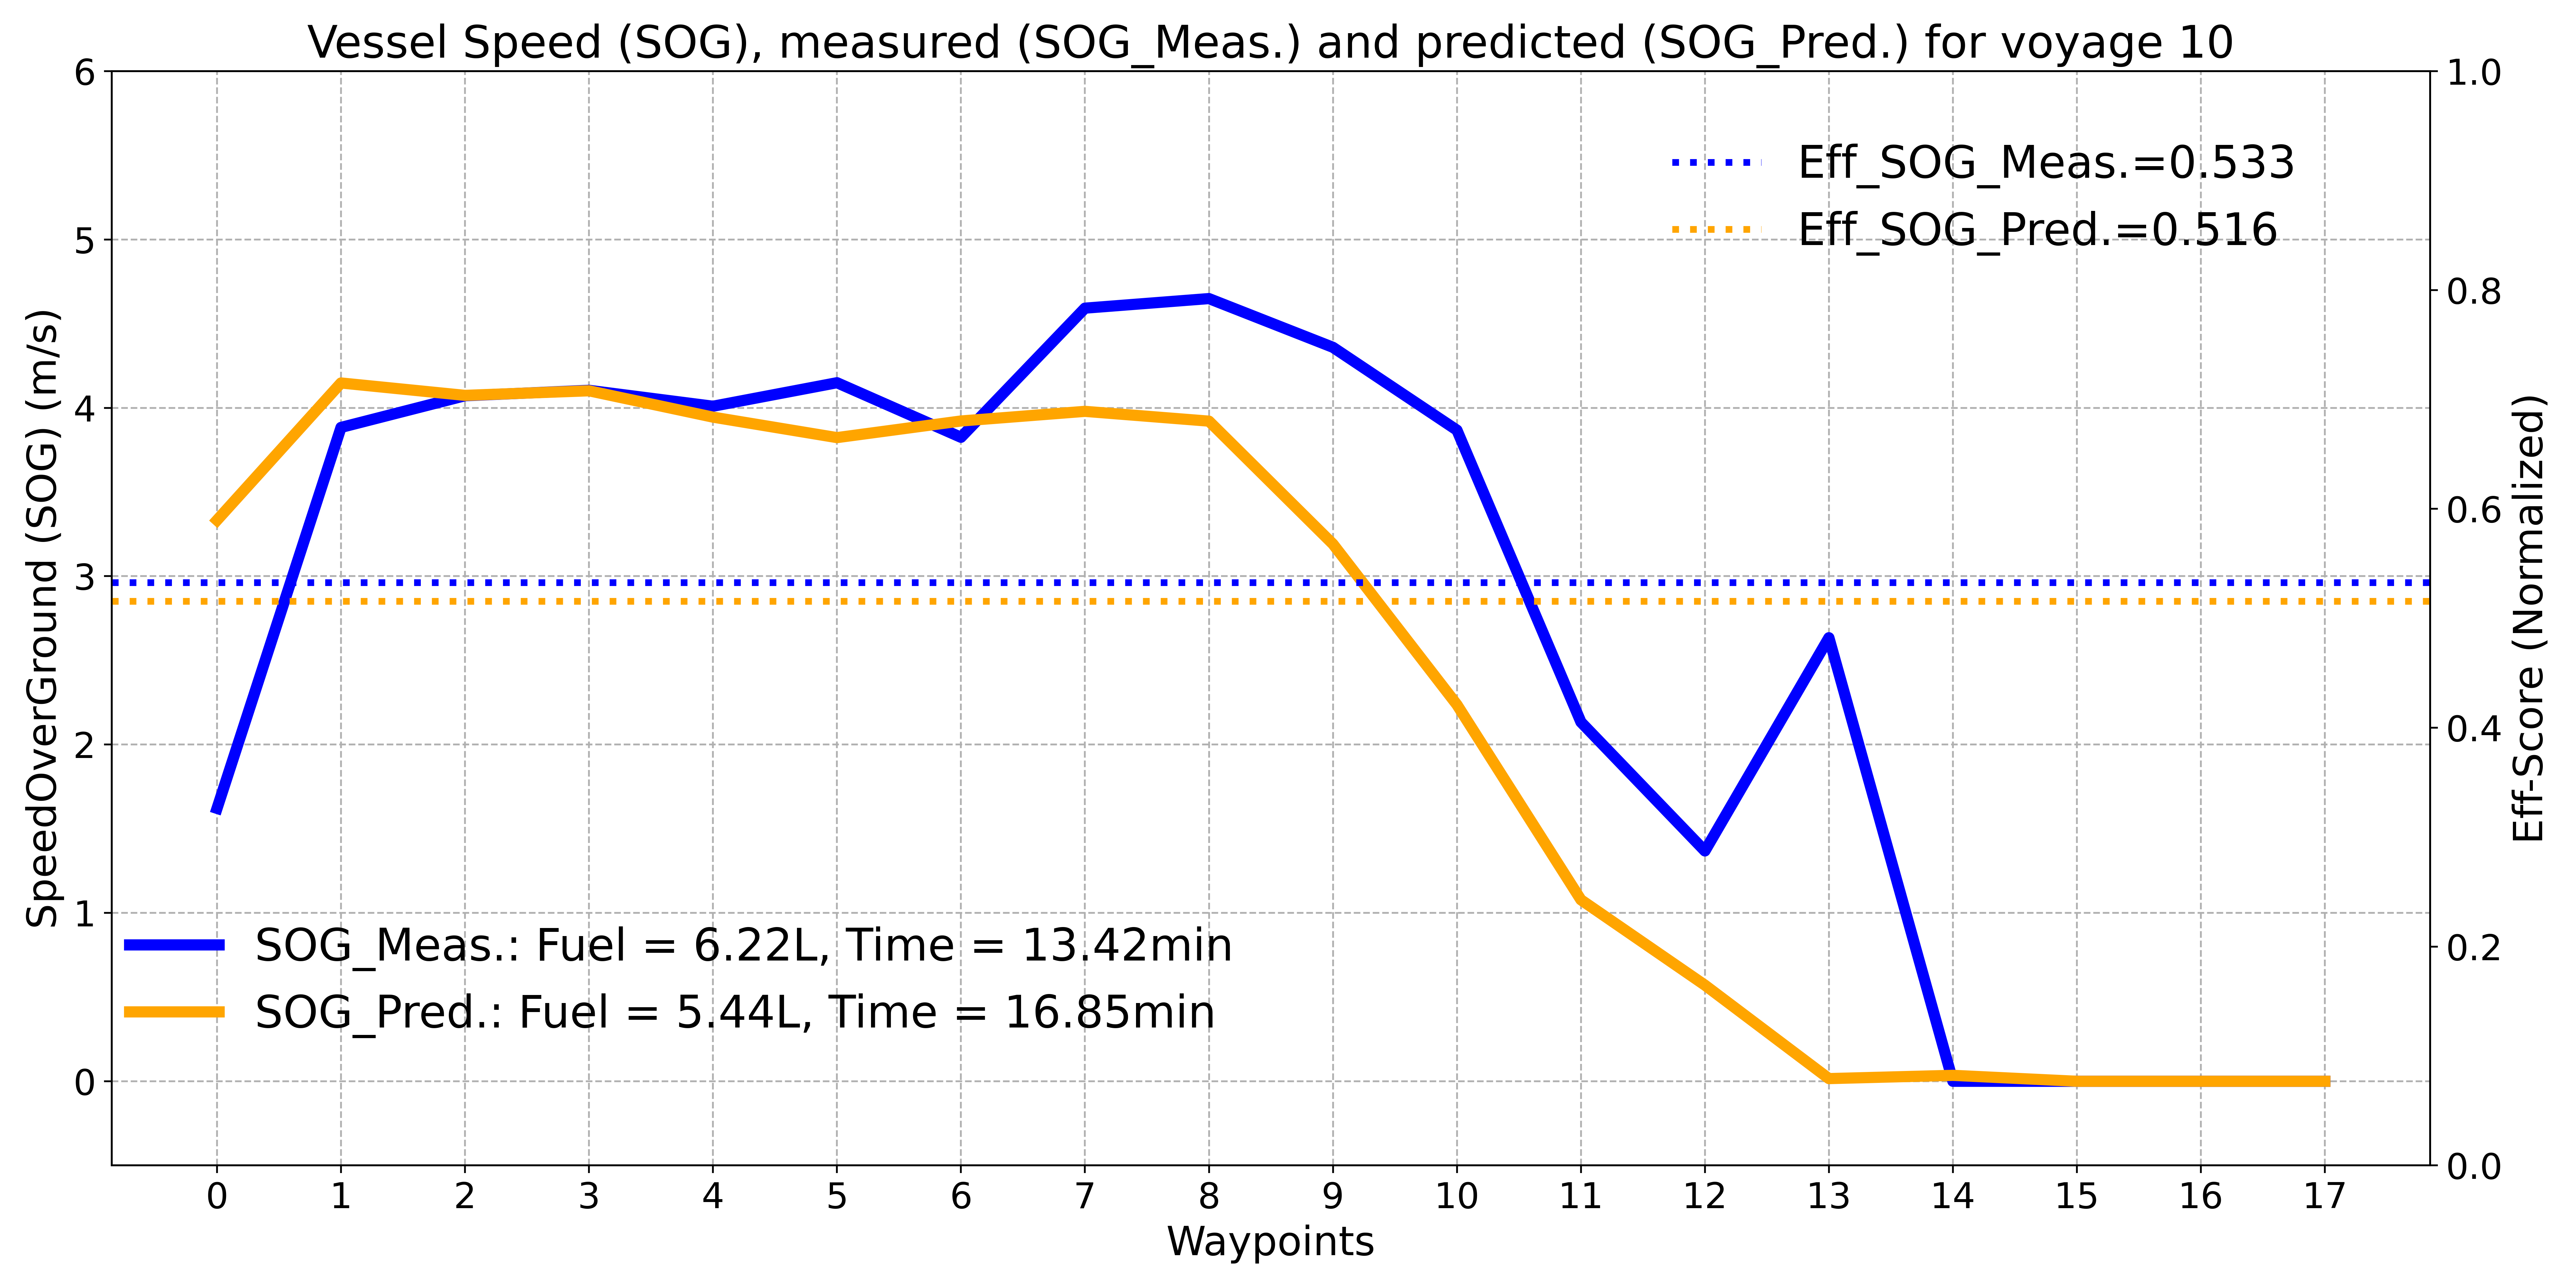 Vessel Speed (SOG), measured (SOG_Meas.) and predicted (SOG_Pred.) for voyage 10
SpeedOverGround (SOG) (m/s)
6
5
4
3
2
1
0
Eff_SOG_Meas.=0.533
Eff_SOG_Pred.=0.516
SOG_Meas.: Fuel = 6.22L, Time = 13.42min
SOG_Pred.: Fuel = 5.44L, Time = 16.85min
1.0
0.8
0.6
0.4
0.2
0.0
Eff-Score (Normalized)
0 1 2 3 4 5 6 7 8 9 10 11 12 13 14 15 16 17
Waypoints